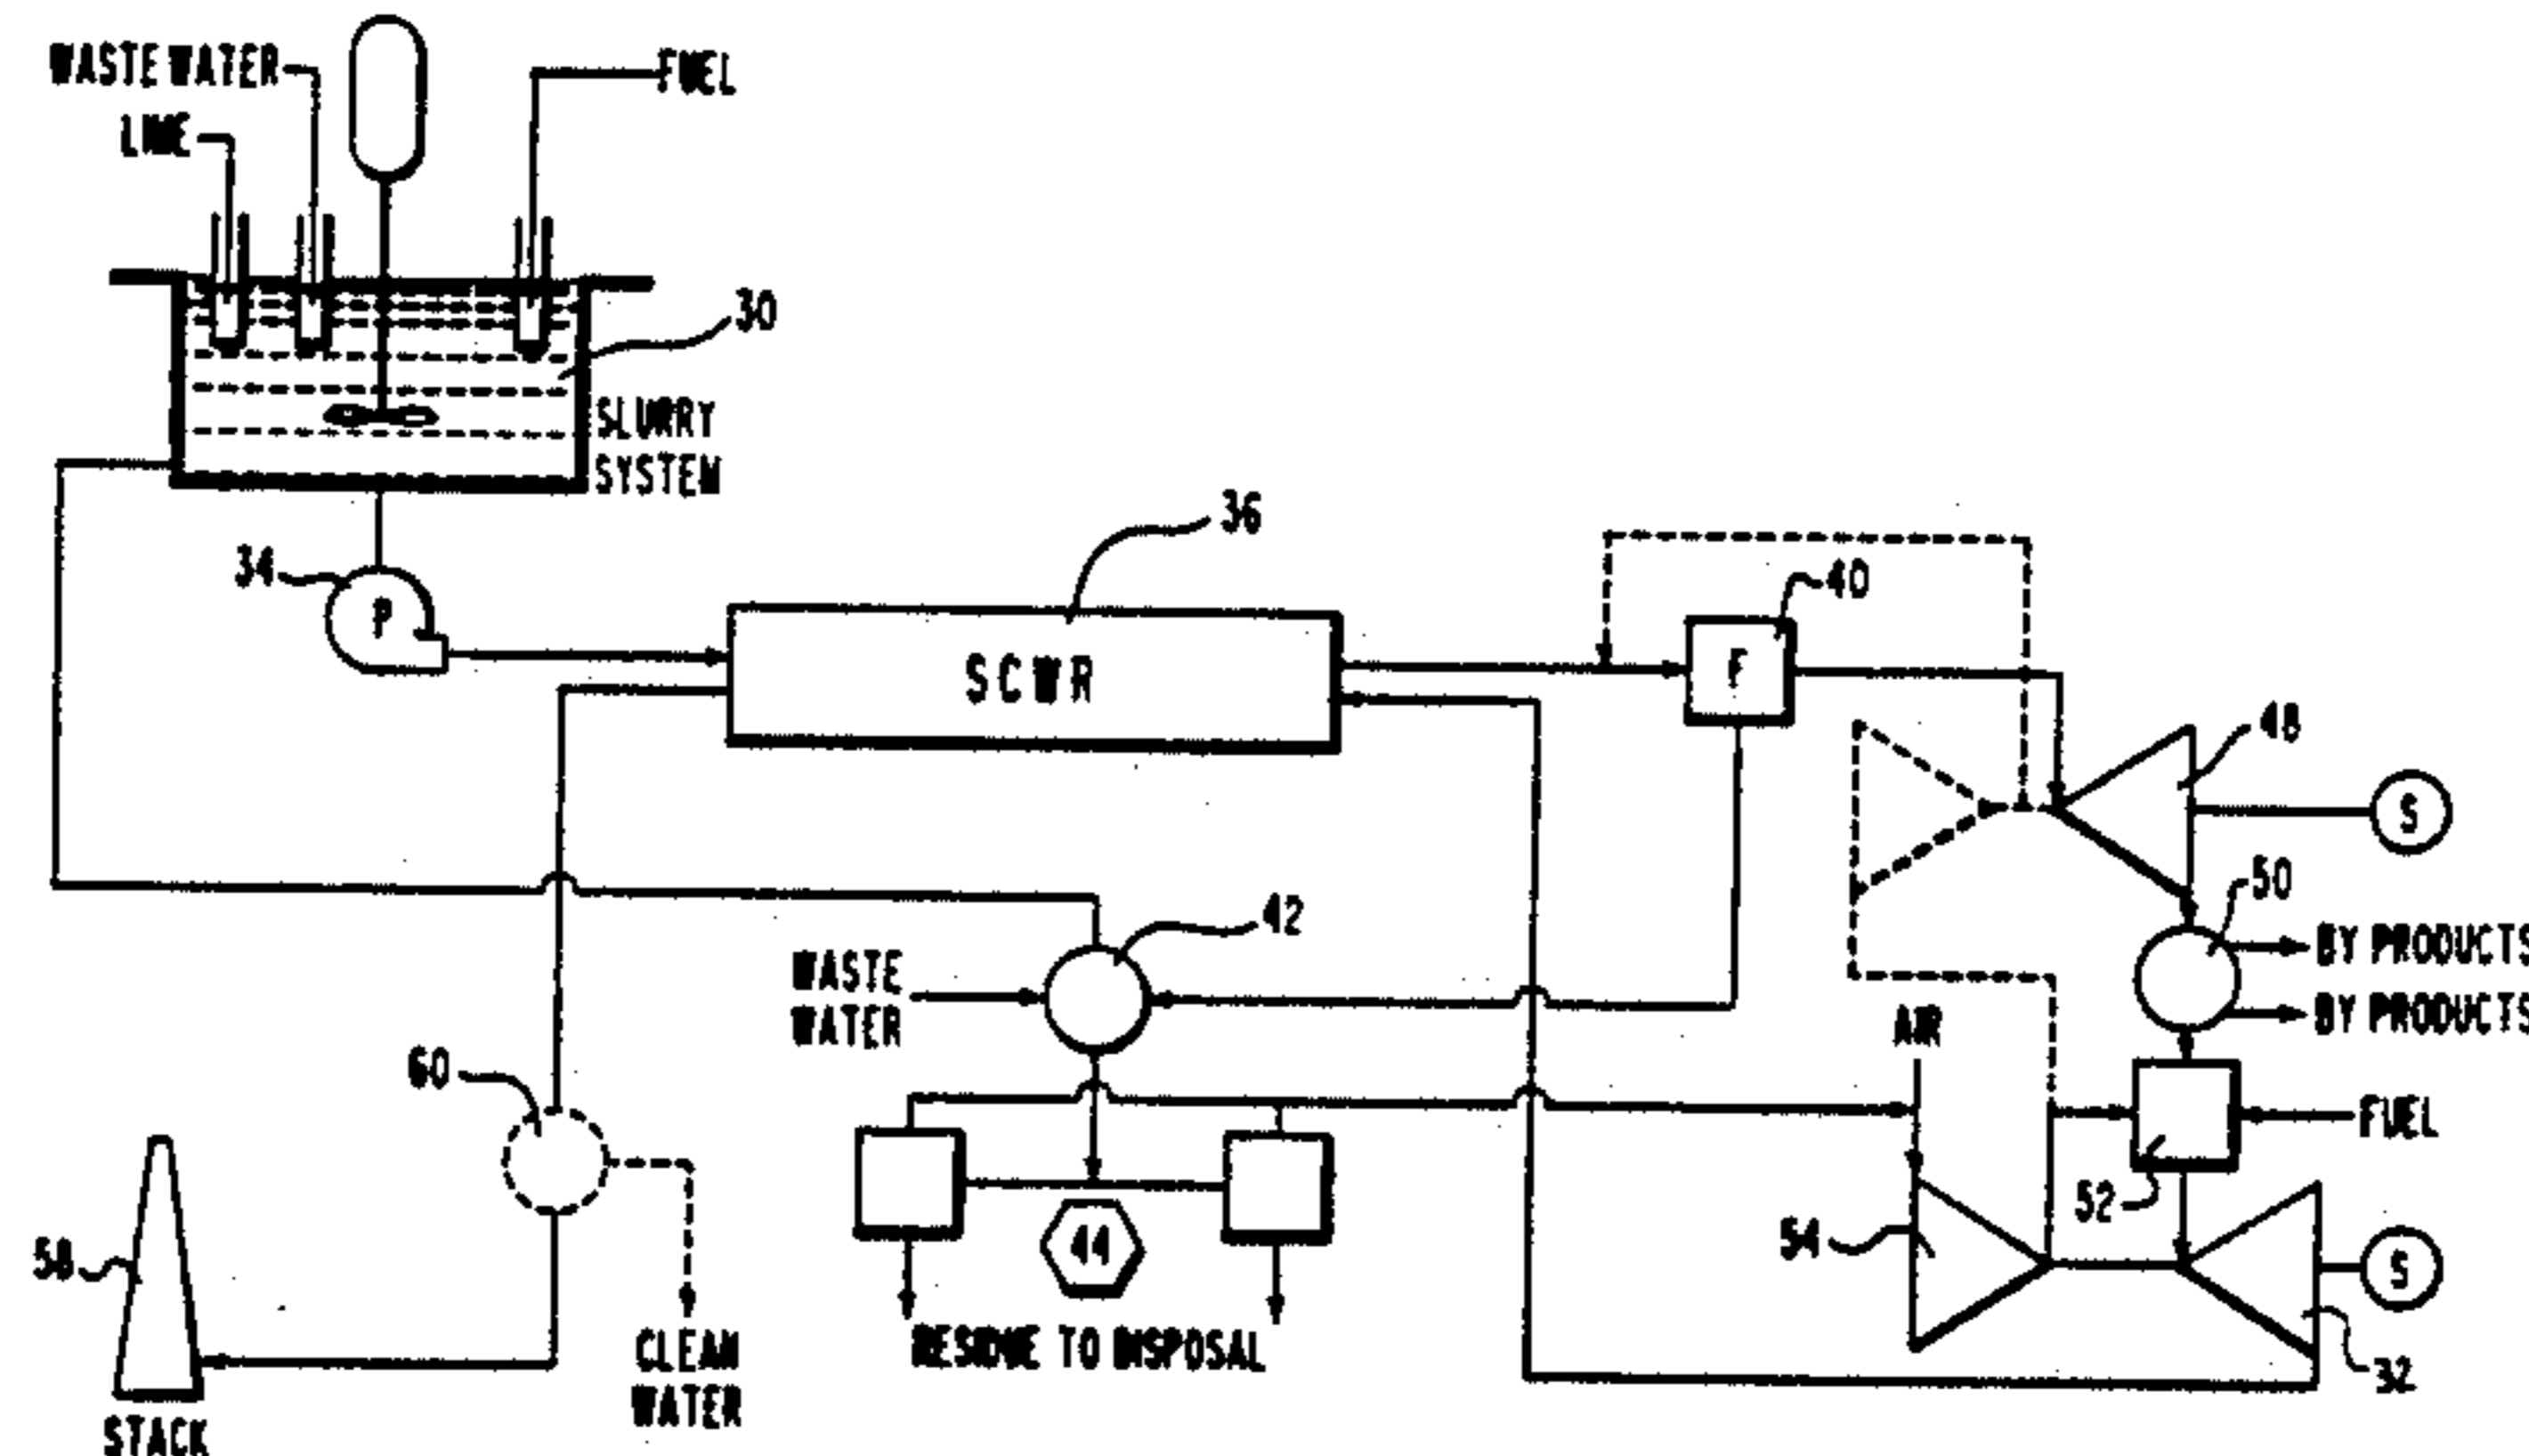 WASTE WATER
FUEL
LIME
30
SLURRY
SYSTEM
36
34
P
40
SCWR
F
48
S
42
50
WASTE
WATER
BY PRODUCTS
BY PRODUCTS
AIR
60
FUEL
52
58
44
54
S
CLEAN
WATER
RESIDUE TO DISPOSAL
32
STACK